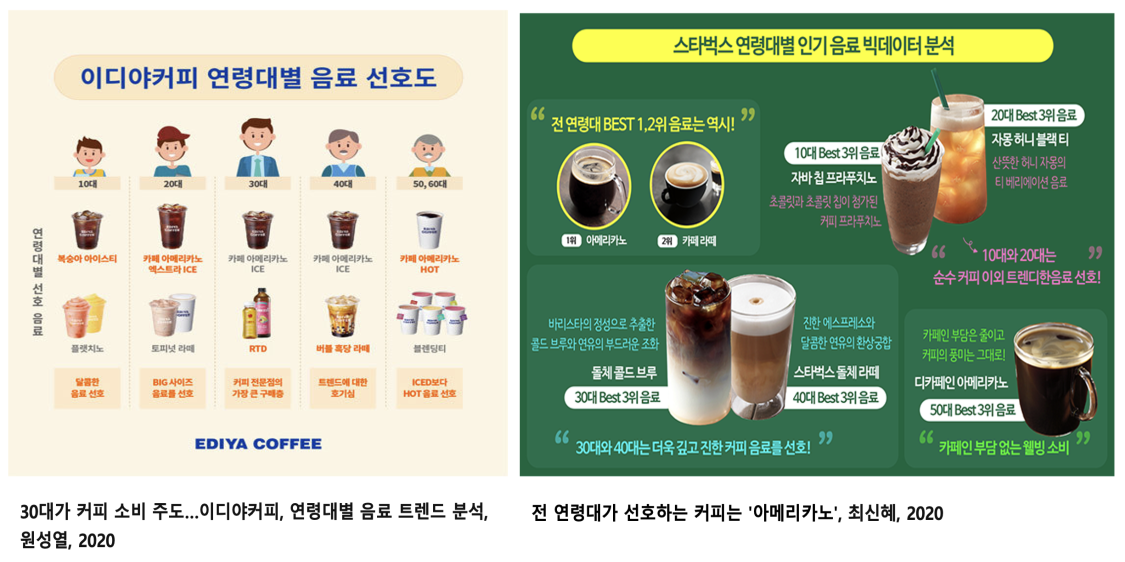 이디야커피 연령대별 음료 선호도
10대
20대
30대
40대
50, 60대
연령대별 선호 음료
복숭아 아이스티
카페 아메리카노
엑스트라 ICE
카페 아메리카노
ICE
카페 아메리카노
ICE
카페 아메리카노
HOT
플랫치노
토피넛 라떼
RTD
버블 흑당 라떼
블렌딩티
달콤한
음료 선호
BIG 사이즈
음료를 선호
커피 전문점의
가장 큰 구매층
트렌드에 대한
호기심
ICED보다
HOT 음료 선호
EDIYA COFFEE
30대가 커피 소비 주도...이디야커피, 연령대별 음료 트렌드 분석,
원성열, 2020
스타벅스 연령대별 인기 음료 빅데이터 분석
“ 전 연령대 BEST 1,2위 음료는 역시! ”
1위 아메리카노
2위 카페 라떼
10대 Best 3위 음료
자바 칩 프라푸치노
초콜릿과 초콜릿 칩이 첨가된
커피 프라푸치노
20대 Best 3위 음료
자몽 허니 블랙 티
산뜻한 허니 자몽의
티 베리에이션 음료
“ 10대와 20대는 ”
순수 커피 이외 트렌디한음료 선호!
바리스타의 정성으로 추출한
콜드 브루와 연유의 부드러운 조화
돌체 콜드 브루
30대 Best 3위 음료
진한 에스프레소와
달콤한 연유의 환상궁합
스타벅스 돌체 라떼
40대 Best 3위 음료
“ 30대와 40대는 더욱 깊고 진한 커피 음료를 선호! ”
카페인 부담은 줄이고
커피의 풍미는 그대로!
디카페인 아메리카노
50대 Best 3위 음료
“ 카페인 부담 없는 웰빙 소비 ”
전 연령대가 선호하는 커피는 '아메리카노', 최신혜, 2020